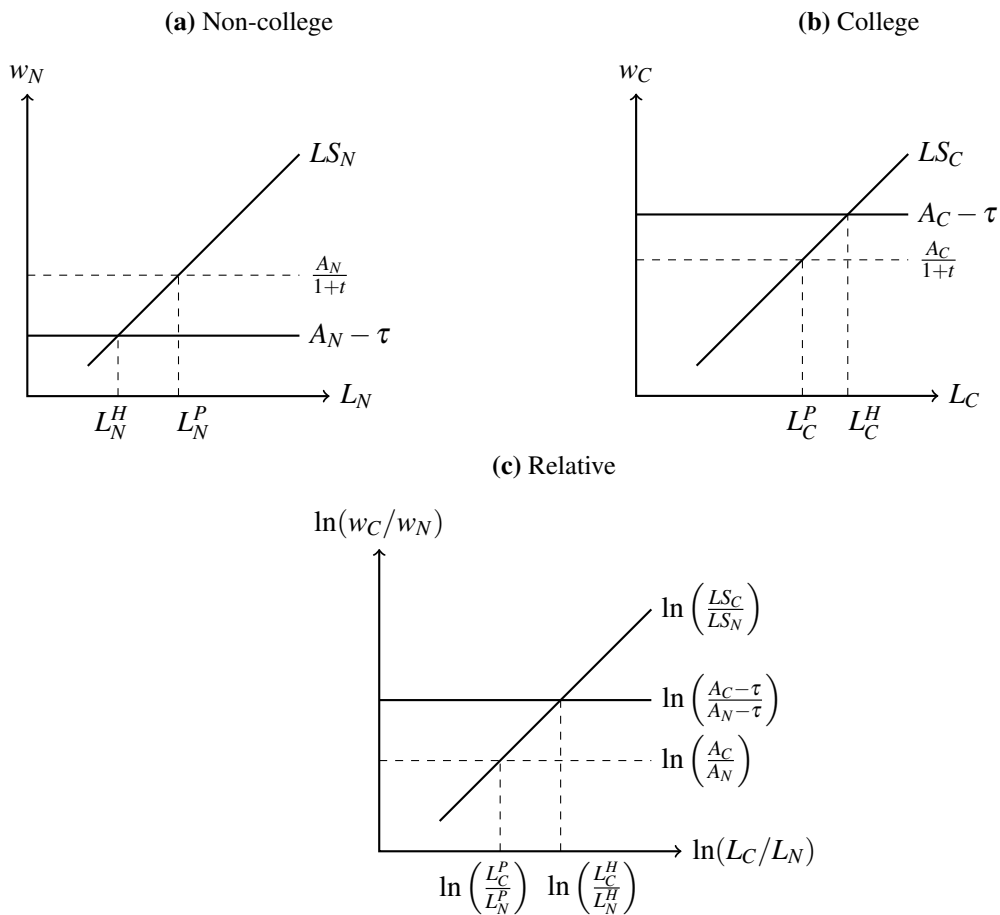 (a) Non-college
w_N
LS_N
A_N/(1+t)
A_N − τ
L_N
L_N^H
L_N^P
(b) College
w_C
LS_C
A_C − τ
A_C/(1+t)
L_C
L_C^P
L_C^H
(c) Relative
ln(w_C/w_N)
ln(LS_C/LS_N)
ln((A_C−τ)/(A_N−τ))
ln(A_C/A_N)
ln(L_C/L_N)
ln(L_C^P/L_N^P)
ln(L_C^H/L_N^H)